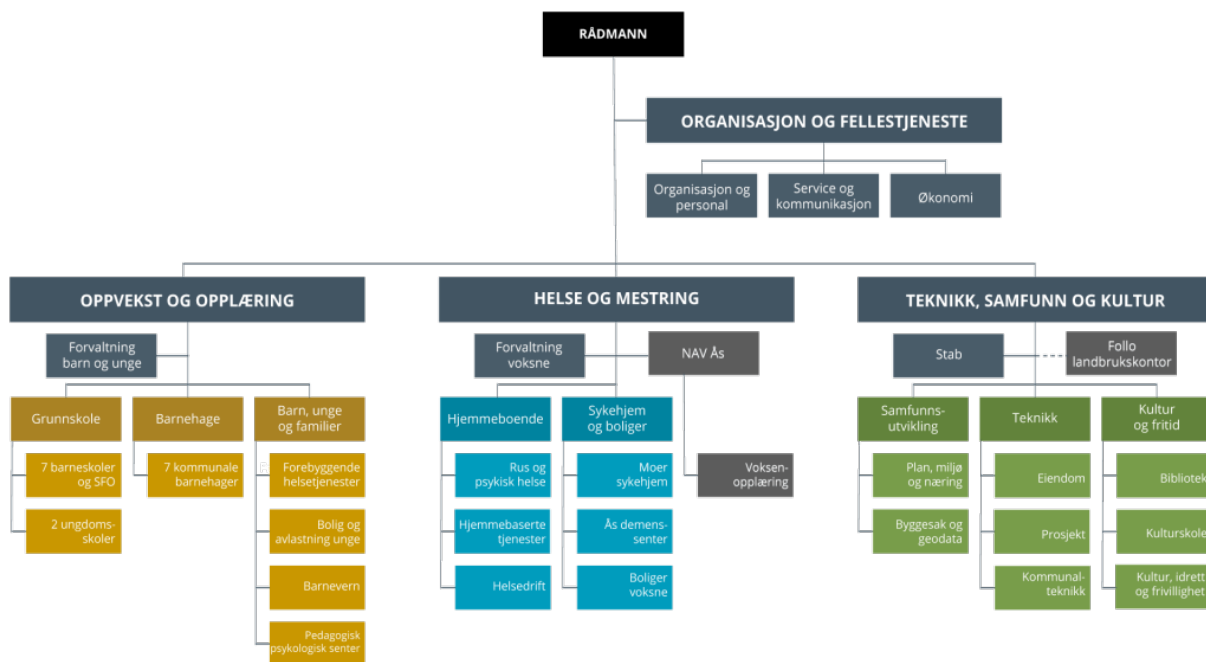 RÅDMANN
ORGANISASJON OG FELLESTJENESTE
Organisasjon og
personal
Service og
kommunikasjon
Økonomi
OPPVEKST OG OPPLÆRING
Forvaltning
barn og unge
Grunnskole
7 barneskoler
og SFO
2 ungdoms-
skoler
Barnehage
7 kommunale
barnehager
Barn, unge
og familier
Forebyggende
helsetjenester
Bolig og
avlastning unge
Barnevern
Pedagogisk
psykologisk senter
HELSE OG MESTRING
Forvaltning
voksne
NAV Ås
Hjemmeboende
Rus og
psykisk helse
Hjemmebaserte
tjenester
Helsedrift
Sykehjem
og boliger
Moer
sykehjem
Ås demens-
senter
Boliger
voksne
Voksen-
opplæring
TEKNIKK, SAMFUNN OG KULTUR
Stab
Follo
landbrukskontor
Samfunns-
utvikling
Plan, miljø
og næring
Byggesak og
geodata
Teknikk
Eiendom
Prosjekt
Kommunal-
teknikk
Kultur
og fritid
Bibliotek
Kulturskole
Kultur, idrett
og frivillighet